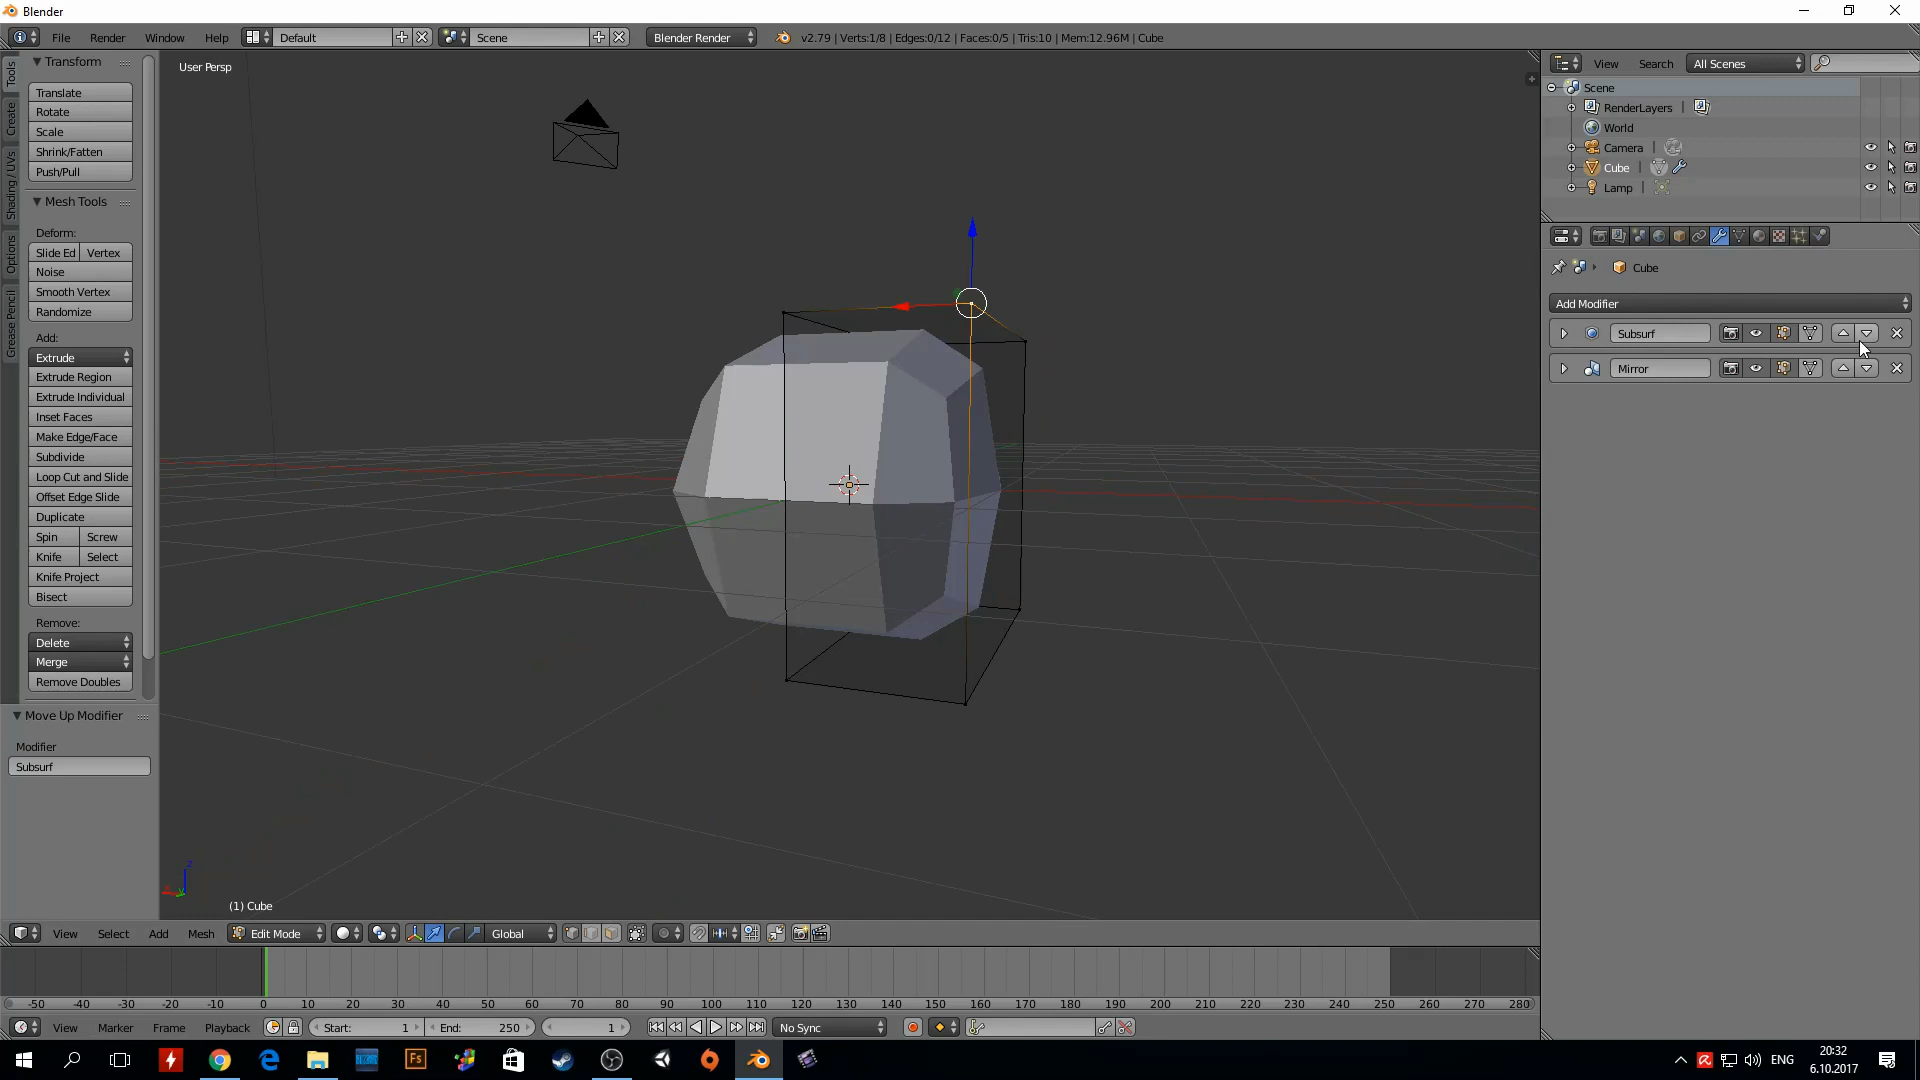 Blender
File Render Window Help Default Scene Blender Render v2.79 | Verts:1/8 | Edges:0/12 | Faces:0/5 | Tris:10 | Mem:12.96M | Cube
Tools
Create
Shading / UVs
Options
Grease Pencil
Transform
Translate
Rotate
Scale
Shrink/Fatten
Push/Pull
Mesh Tools
Deform:
Slide Ed Vertex
Noise
Smooth Vertex
Randomize
Add:
Extrude
Extrude Region
Extrude Individual
Inset Faces
Make Edge/Face
Subdivide
Loop Cut and Slide
Offset Edge Slide
Duplicate
Spin Screw
Knife Select
Knife Project
Bisect
Remove:
Delete
Merge
Remove Doubles
Move Up Modifier
Modifier
Subsurf
User Persp
z
x
y
(1) Cube
View Search All Scenes
Scene
RenderLayers |
World
Camera |
Cube |
Lamp |
Cube
Add Modifier
Subsurf
Mirror
View Select Add Mesh Edit Mode Global
-50 -40 -30 -20 -10 0 10 20 30 40 50 60 70 80 90 100 110 120 130 140 150 160 170 180 190 200 210 220 230 240 250 260 270 280
View Marker Frame Playback Start: 1 End: 250 1 No Sync
Fs
ENG
20:32
6.10.2017